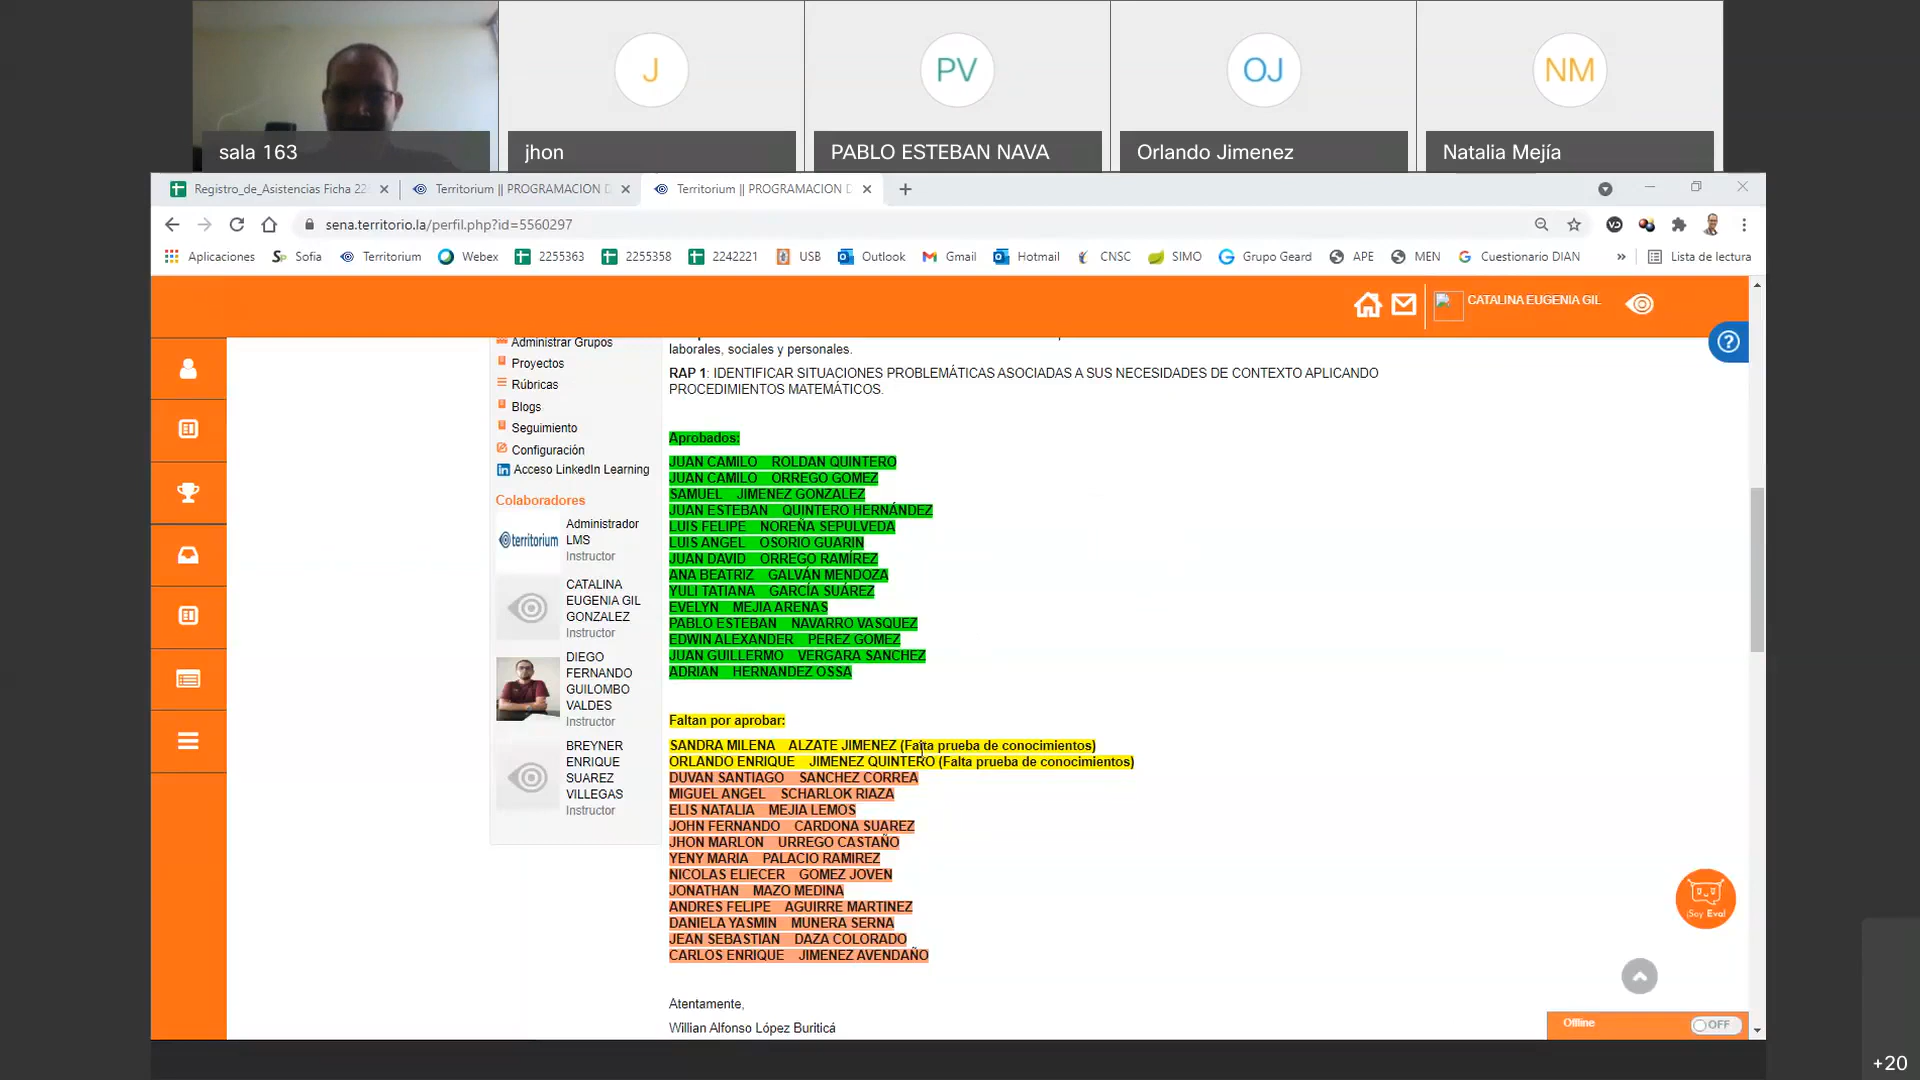 J
PV
OJ
NM
sala 163
jhon
PABLO ESTEBAN NAVA
Orlando Jimenez
Natalia Mejía
Registro_de_Asistencias Ficha 22
Territorium || PROGRAMACION D
Territorium || PROGRAMACION D
sena.territorio.la/perfil.php?id=5560297
Aplicaciones Sofia Territorium Webex 2255363 2255358 2242221 USB Outlook Gmail Hotmail CNSC SIMO Grupo Geard APE MEN Cuestionario DIAN » Lista de lectura
CATALINA EUGENIA GIL
Administrar Grupos
Proyectos
Rúbricas
Blogs
Seguimiento
Configuración
Acceso LinkedIn Learning
Colaboradores
territorium
Administrador
LMS
Instructor
CATALINA
EUGENIA GIL
GONZALEZ
Instructor
DIEGO
FERNANDO
GUILOMBO
VALDES
Instructor
BREYNER
ENRIQUE
SUAREZ
VILLEGAS
Instructor
laborales, sociales y personales.
RAP 1: IDENTIFICAR SITUACIONES PROBLEMÁTICAS ASOCIADAS A SUS NECESIDADES DE CONTEXTO APLICANDO
PROCEDIMIENTOS MATEMÁTICOS.
Aprobados:
JUAN CAMILO ROLDAN QUINTERO
JUAN CAMILO ORREGO GOMEZ
SAMUEL JIMENEZ GONZALEZ
JUAN ESTEBAN QUINTERO HERNÁNDEZ
LUIS FELIPE NOREÑA SEPULVEDA
LUIS ANGEL OSORIO GUARIN
JUAN DAVID ORREGO RAMÍREZ
ANA BEATRIZ GALVÁN MENDOZA
YULI TATIANA GARCÍA SUÁREZ
EVELYN MEJIA ARENAS
PABLO ESTEBAN NAVARRO VASQUEZ
EDWIN ALEXANDER PEREZ GOMEZ
JUAN GUILLERMO VERGARA SANCHEZ
ADRIAN HERNANDEZ OSSA
Faltan por aprobar:
SANDRA MILENA ALZATE JIMENEZ (Falta prueba de conocimientos)
ORLANDO ENRIQUE JIMENEZ QUINTERO (Falta prueba de conocimientos)
DUVAN SANTIAGO SANCHEZ CORREA
MIGUEL ANGEL SCHARLOK RIAZA
ELIS NATALIA MEJIA LEMOS
JOHN FERNANDO CARDONA SUAREZ
JHON MARLON URREGO CASTAÑO
YENY MARIA PALACIO RAMIREZ
NICOLAS ELIECER GOMEZ JOVEN
JONATHAN MAZO MEDINA
ANDRES FELIPE AGUIRRE MARTINEZ
DANIELA YASMIN MUNERA SERNA
JEAN SEBASTIAN DAZA COLORADO
CARLOS ENRIQUE JIMENEZ AVENDAÑO
Atentamente,
Willian Alfonso López Buriticá
¡Soy Eva!
Offline OFF
+20